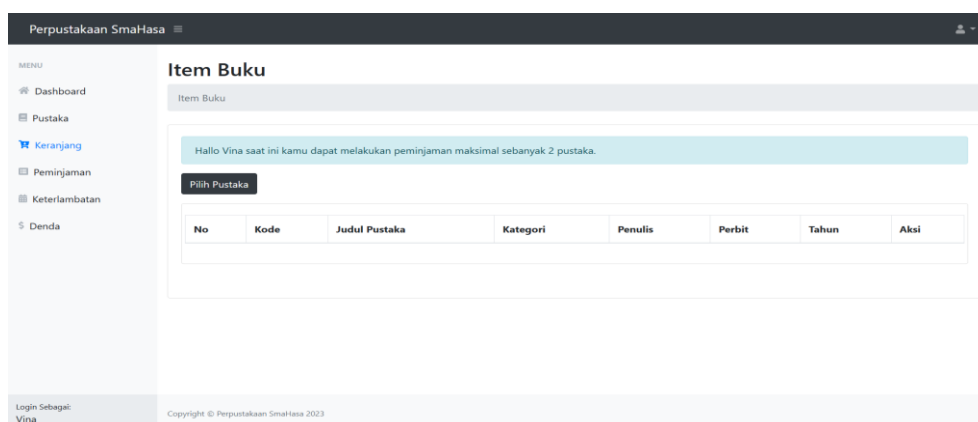 Perpustakaan SmaHasa
MENU
Dashboard
Pustaka
Keranjang
Peminjaman
Keterlambatan
$ Denda
Login Sebagai:
Vina
Item Buku
Item Buku
Hallo Vina saat ini kamu dapat melakukan peminjaman maksimal sebanyak 2 pustaka.
Pilih Pustaka
No Kode Judul Pustaka Kategori Penulis Perbit Tahun Aksi
Copyright © Perpustakaan SmaHasa 2023